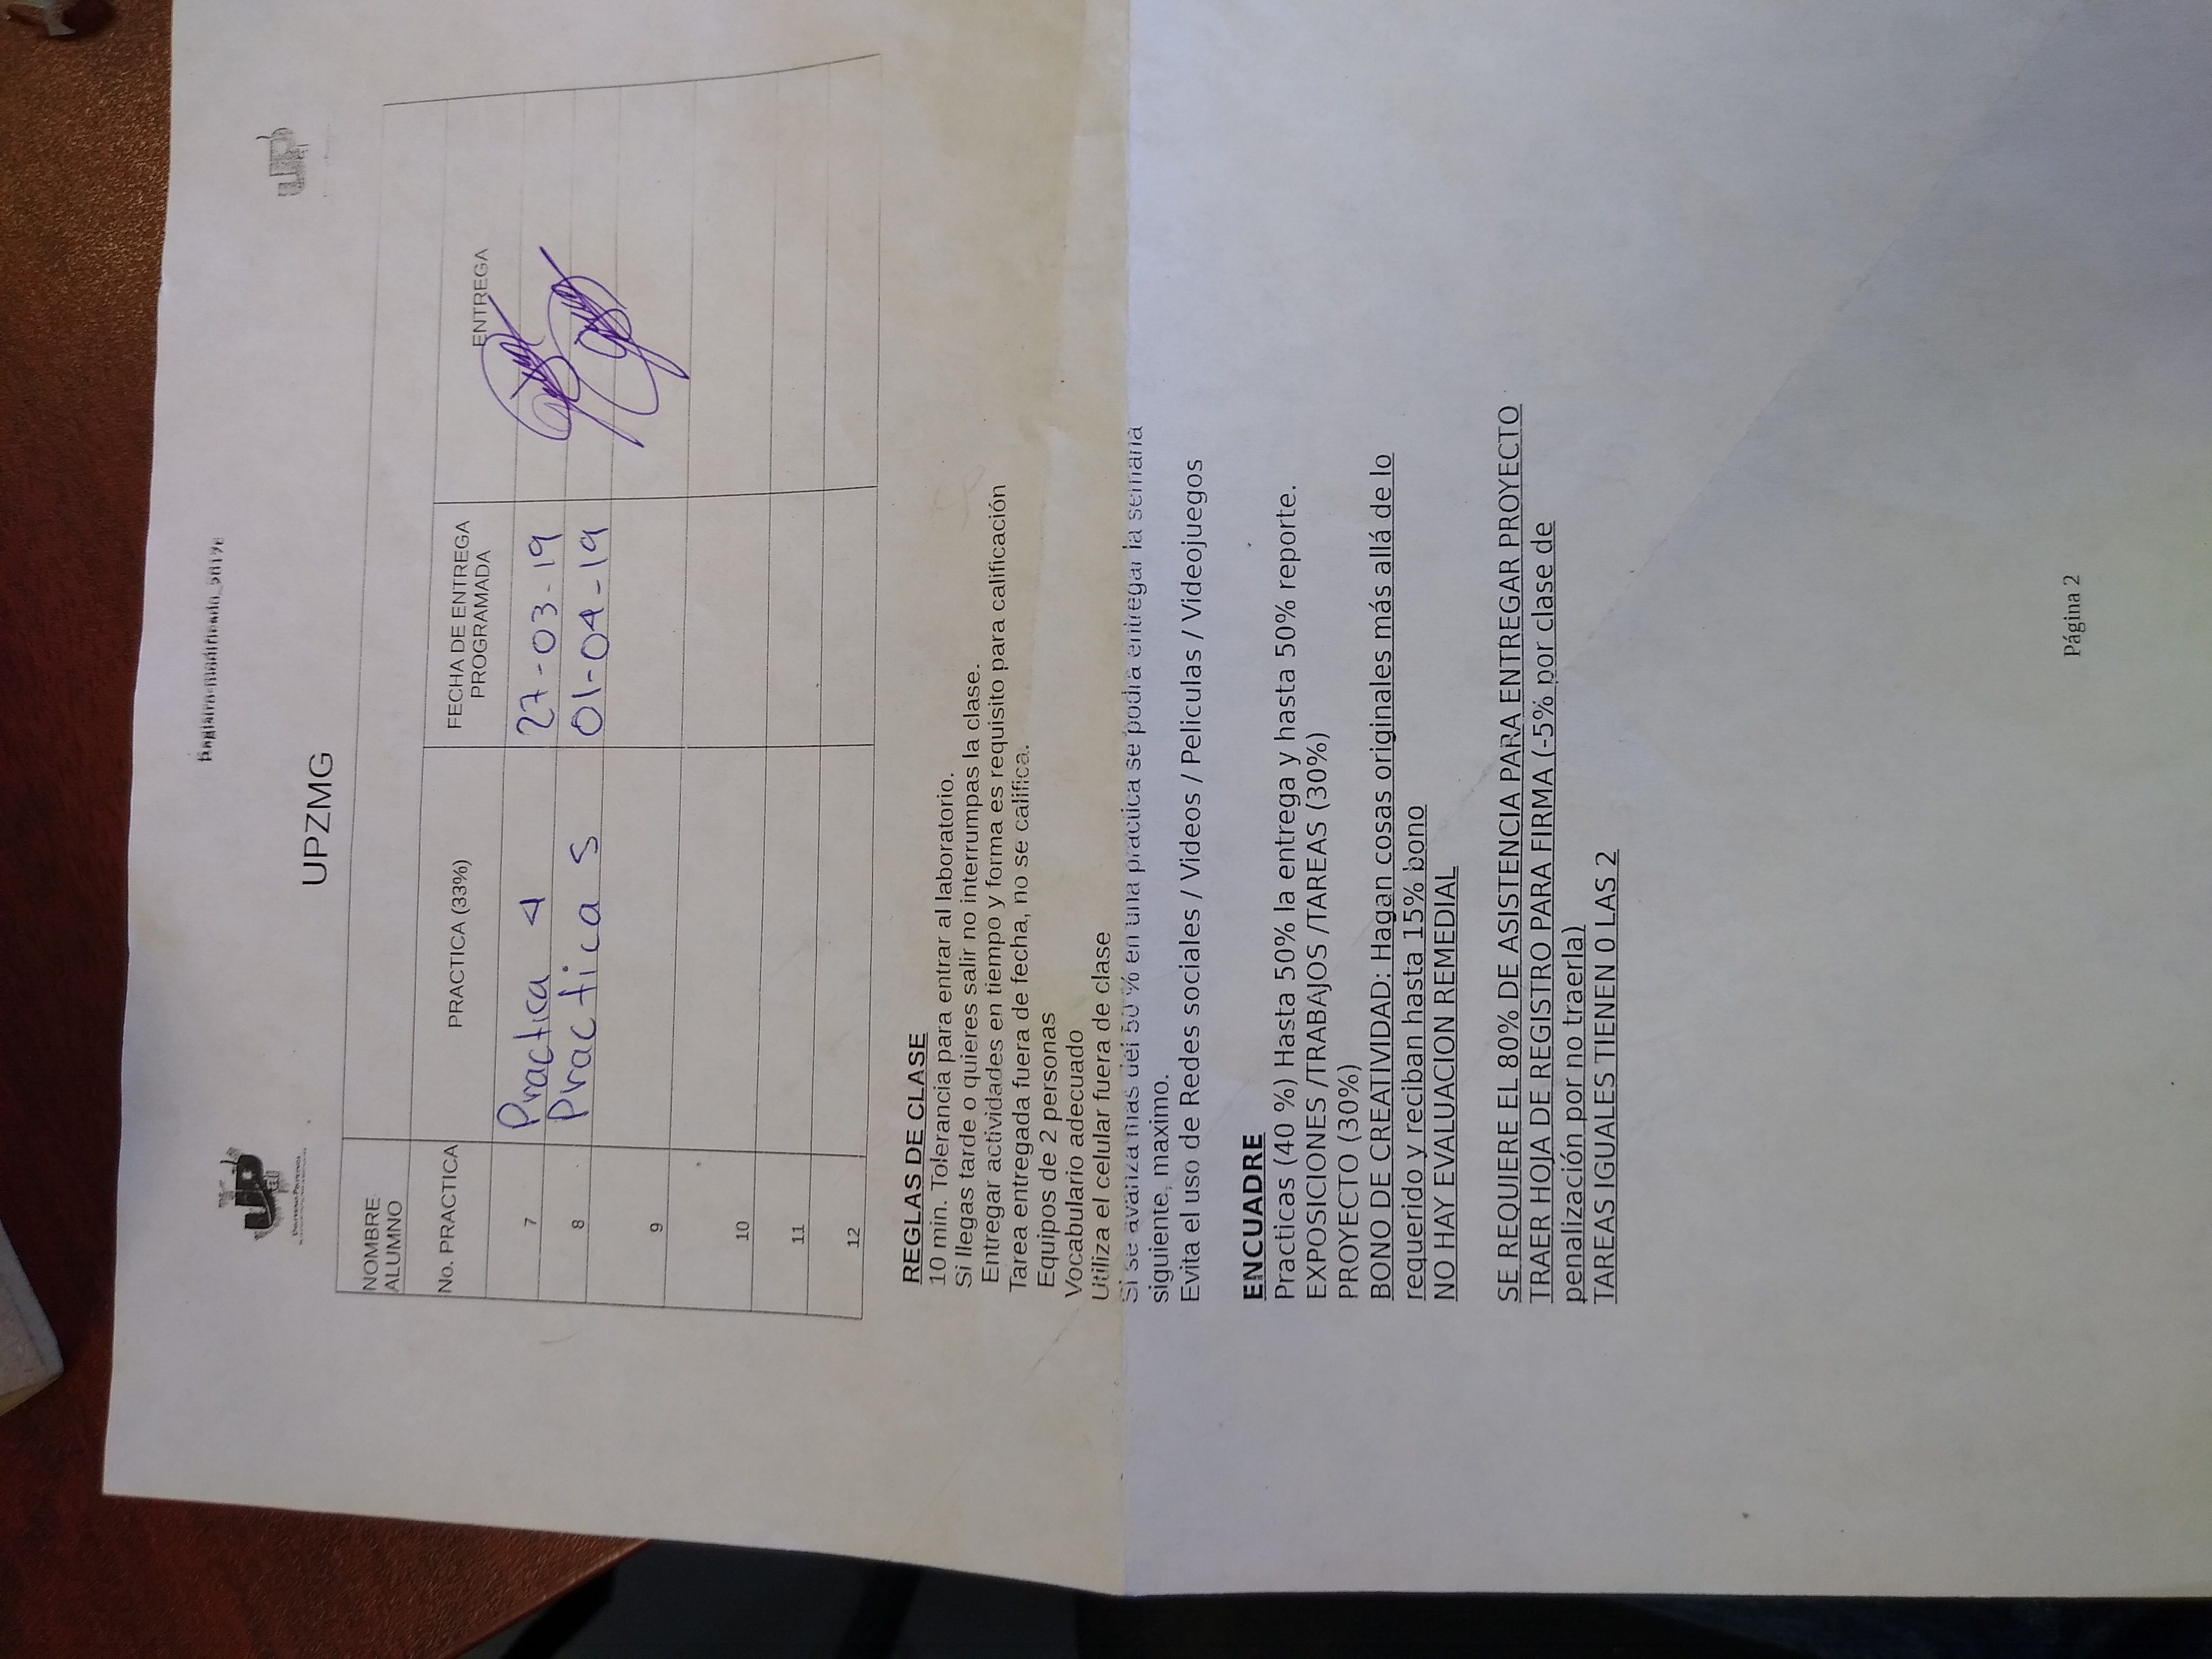 UPZMG
NOMBRE ALUMNO
No. PRACTICA PRACTICA (33%) FECHA DE ENTREGA PROGRAMADA ENTREGA
7 Practica 4 27-03-19
8 Practica 5 01-04-19
9
10
11
12
REGLAS DE CLASE
10 min. Tolerancia para entrar al laboratorio.
Si llegas tarde o quieres salir no interrumpas la clase.
Entregar actividades en tiempo y forma es requisito para calificación
Tarea entregada fuera de fecha, no se califica.
Equipos de 2 personas
Vocabulario adecuado
Utiliza el celular fuera de clase
Si se avanza mas del 50 % en una practica se podrá entregar la semana
siguiente, maximo.
Evita el uso de Redes sociales / Videos / Peliculas / Videojuegos
ENCUADRE
Practicas (40 %) Hasta 50% la entrega y hasta 50% reporte.
EXPOSICIONES /TRABAJOS /TAREAS (30%)
PROYECTO (30%)
BONO DE CREATIVIDAD: Hagan cosas originales más allá de lo
requerido y reciban hasta 15% bono
NO HAY EVALUACION REMEDIAL
SE REQUIERE EL 80% DE ASISTENCIA PARA ENTREGAR PROYECTO
TRAER HOJA DE REGISTRO PARA FIRMA (-5% por clase de
penalización por no traerla)
TAREAS IGUALES TIENEN 0 LAS 2
Página 2